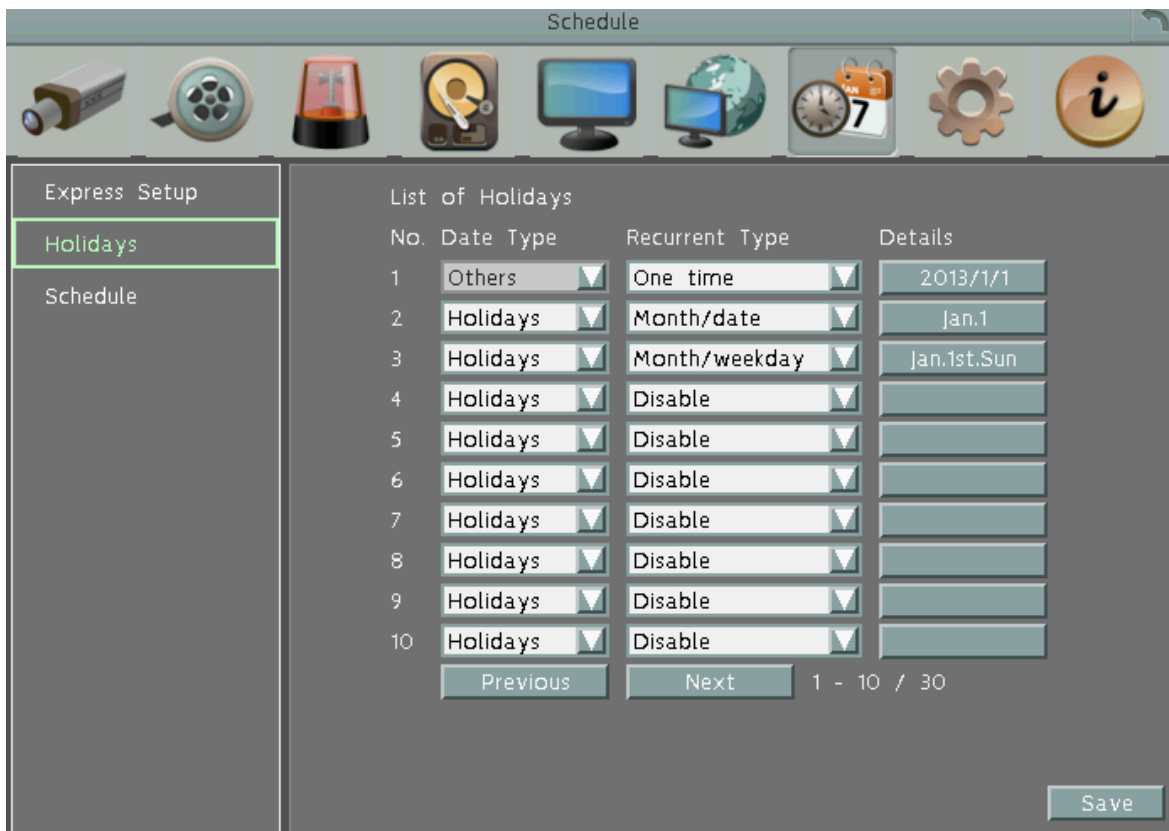 Schedule
JAN
7
i
Express Setup
Holidays
Schedule
List of Holidays
No. Date Type Recurrent Type Details
1 Others One time 2013/1/1
2 Holidays Month/date Jan.1
3 Holidays Month/weekday Jan.1st.Sun
4 Holidays Disable
5 Holidays Disable
6 Holidays Disable
7 Holidays Disable
8 Holidays Disable
9 Holidays Disable
10 Holidays Disable
Previous Next 1 - 10 / 30
Save